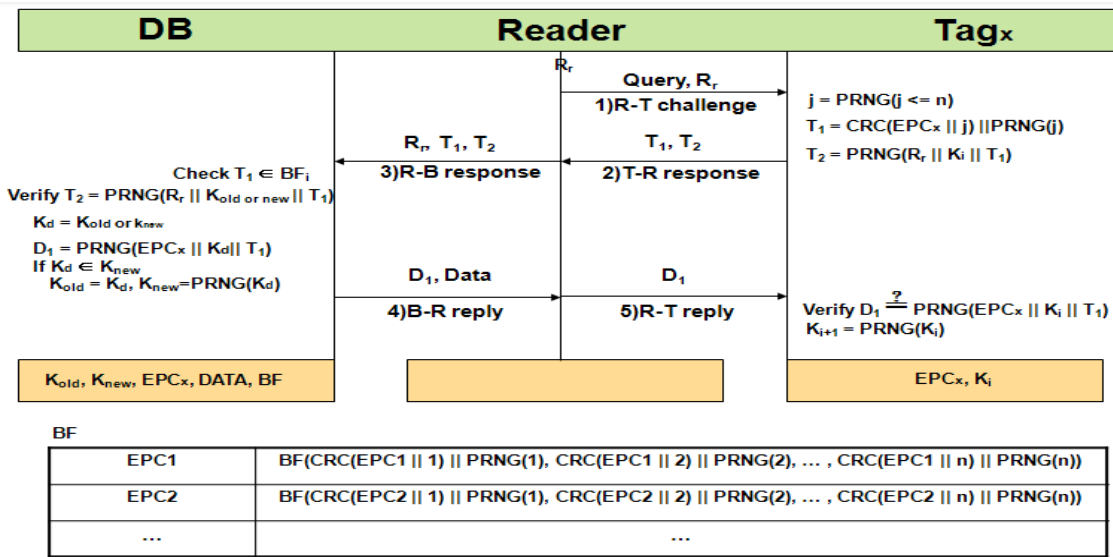 DB Reader Tagx
Rr
Query, Rr
1)R-T challenge
j = PRNG(j <= n)
T1 = CRC(EPCx || j) ||PRNG(j)
T2 = PRNG(Rr || Ki || T1)
Rr, T1, T2
3)R-B response
T1, T2
2)T-R response
Check T1 ∈ BFi
Verify T2 = PRNG(Rr || Kold or new || T1)
Kd = Kold or knew
D1 = PRNG(EPCx || Kd|| T1)
If Kd ∈ Knew
Kold = Kd, Knew=PRNG(Kd)
D1, Data
4)B-R reply
D1
5)R-T reply
Verify D1 ≟ PRNG(EPCx || Ki || T1)
Ki+1 = PRNG(Ki)
Kold, Knew, EPCx, DATA, BF
EPCx, Ki
BF
EPC1 BF(CRC(EPC1 || 1) || PRNG(1), CRC(EPC1 || 2) || PRNG(2), ... , CRC(EPC1 || n) || PRNG(n))
EPC2 BF(CRC(EPC2 || 1) || PRNG(1), CRC(EPC2 || 2) || PRNG(2), ... , CRC(EPC2 || n) || PRNG(n))
... ...